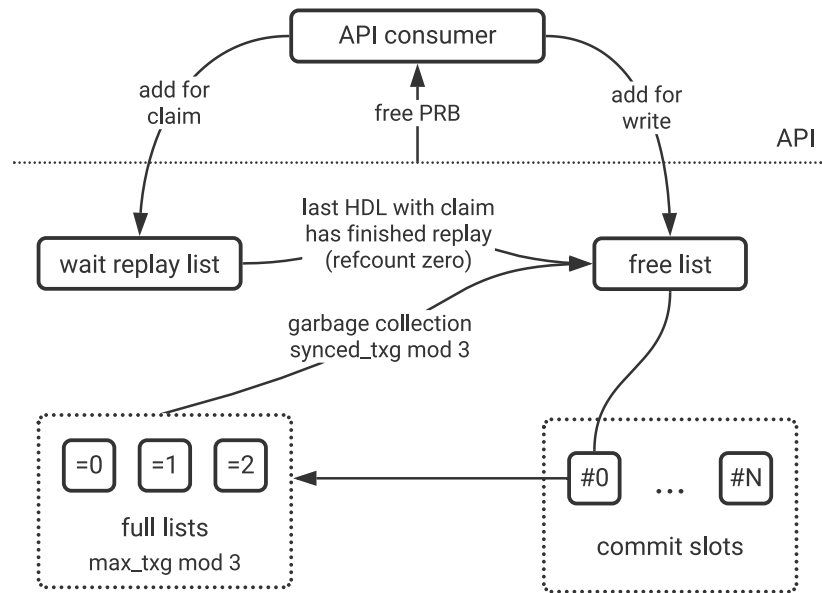 API consumer
add for
claim
free PRB
add for
write
API
last HDL with claim
has finished replay
(refcount zero)
wait replay list
free list
garbage collection
synced_txg mod 3
=0 =1 =2
#0 ... #N
full lists
max_txg mod 3
commit slots